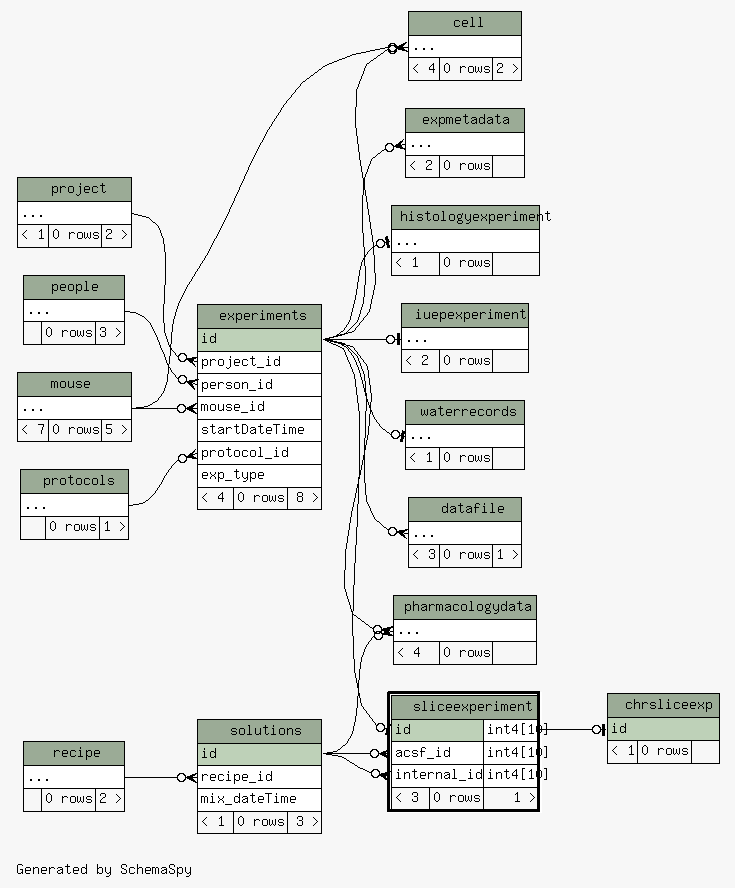 cell
...
< 4 0 rows 2 >
expmetadata
...
< 2 0 rows
project
...
< 1 0 rows 2 >
histologyexperiment
...
< 1 0 rows
people
...
0 rows 3 >
experiments
id
project_id
person_id
mouse_id
startDateTime
protocol_id
exp_type
< 4 0 rows 8 >
iuepexperiment
...
< 2 0 rows
mouse
...
< 7 0 rows 5 >
waterrecords
...
< 1 0 rows
protocols
...
0 rows 1 >
datafile
...
< 3 0 rows 1 >
pharmacologydata
...
< 4 0 rows
sliceexperiment
id int4[10]
acsf_id int4[10]
internal_id int4[10]
< 3 0 rows 1 >
chrsliceexp
id
< 1 0 rows
solutions
id
recipe_id
mix_dateTime
< 1 0 rows 3 >
recipe
...
0 rows 2 >
Generated by SchemaSpy